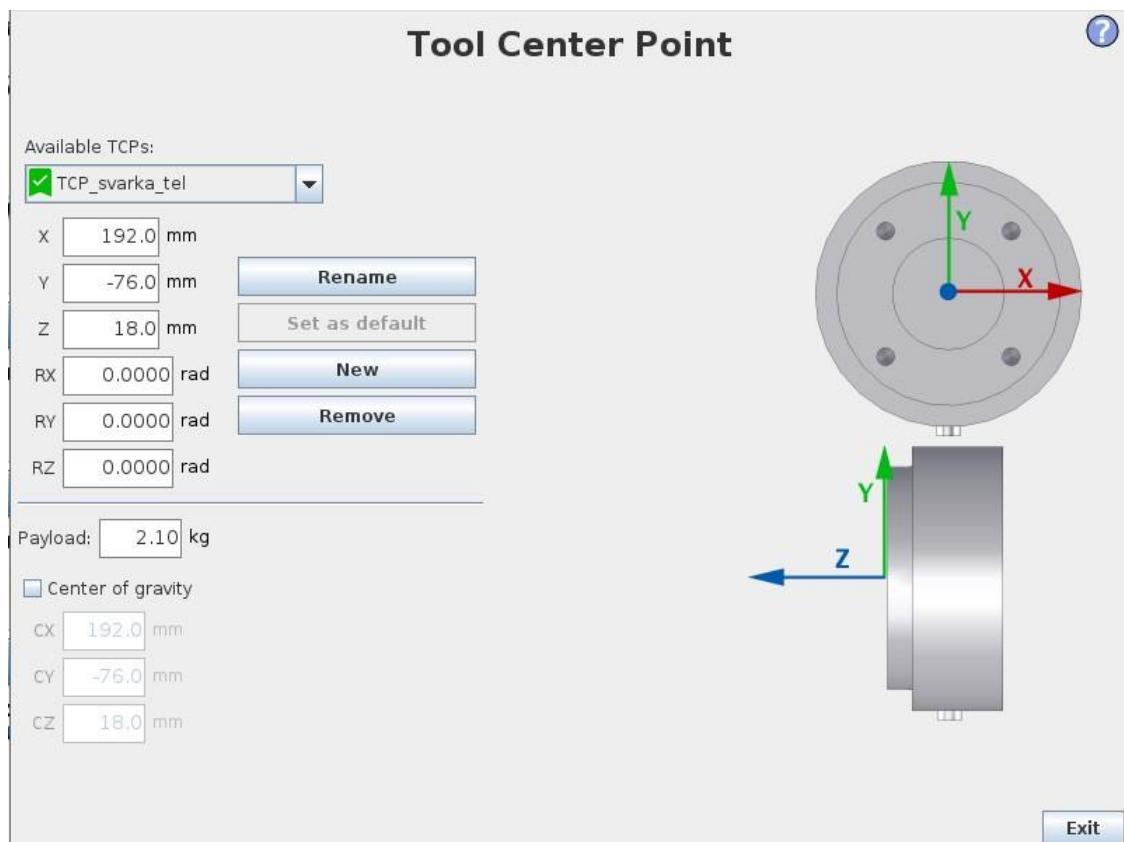 Tool Center Point
?
Available TCPs:
TCP_svarka_tel
X 192.0 mm
Y -76.0 mm
Rename
Z 18.0 mm
Set as default
RX 0.0000 rad
New
RY 0.0000 rad
Remove
RZ 0.0000 rad
Payload: 2.10 kg
Center of gravity
CX 192.0 mm
CY -76.0 mm
CZ 18.0 mm
Y
X
Y
Z
Exit